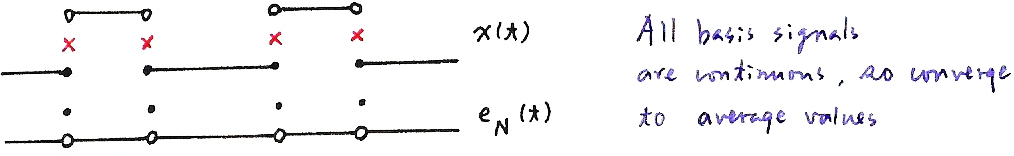 x(t)
e_N(t)
All basis signals
are continuous, so converge
to average values